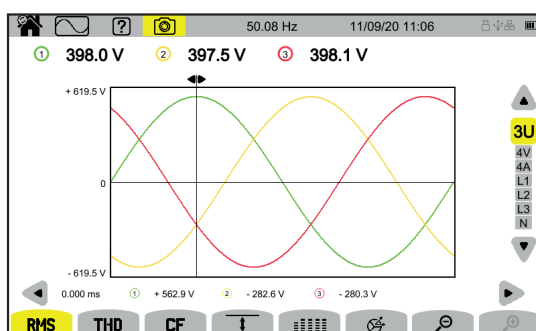 ? 50.08 Hz 11/09/20 11:06
1 398.0 V 2 397.5 V 3 398.1 V
+ 619.5 V
0
- 619.5 V
3U
4V
4A
L1
L2
L3
N
0.000 ms 1 + 562.9 V 2 - 282.6 V 3 - 280.3 V
RMS THD CF